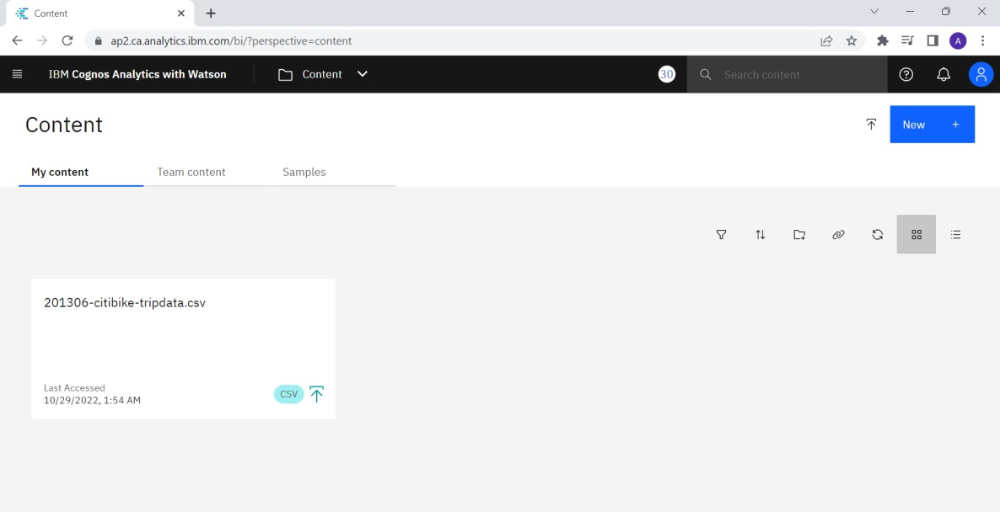 Content
ap2.ca.analytics.ibm.com/bi/?perspective=content
A
IBM Cognos Analytics with Watson
Content
30
Search content
Content
New +
My content
Team content
Samples
201306-citibike-tripdata.csv
Last Accessed
10/29/2022, 1:54 AM
CSV